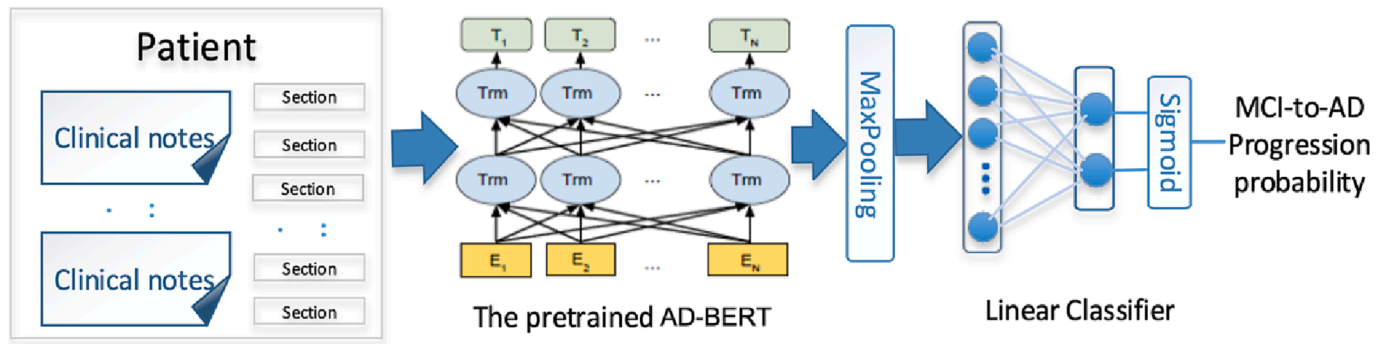 Patient
Clinical notes
Section
Section
Section
Clinical notes
Section
Section
T1 T2 ... TN
Trm Trm ... Trm
Trm Trm ... Trm
E1 E2 ... EN
The pretrained AD-BERT
MaxPooling
Linear Classifier
Sigmoid
MCI-to-AD
Progression
probability